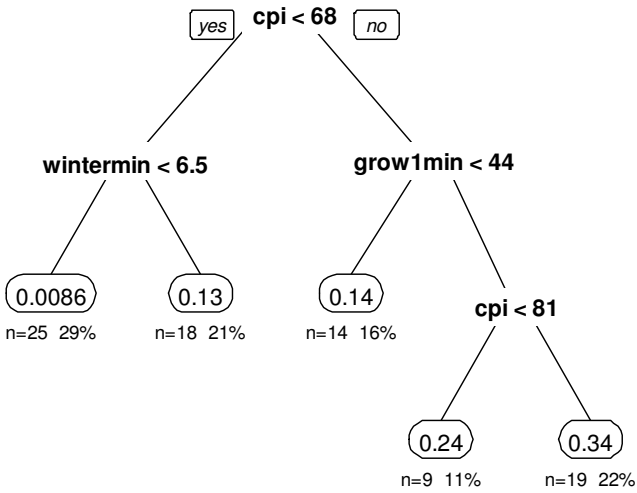 yes cpi < 68 no
wintermin < 6.5 grow1min < 44
0.0086 0.13 0.14
n=25 29% n=18 21% n=14 16%
cpi < 81
0.24 0.34
n=9 11% n=19 22%